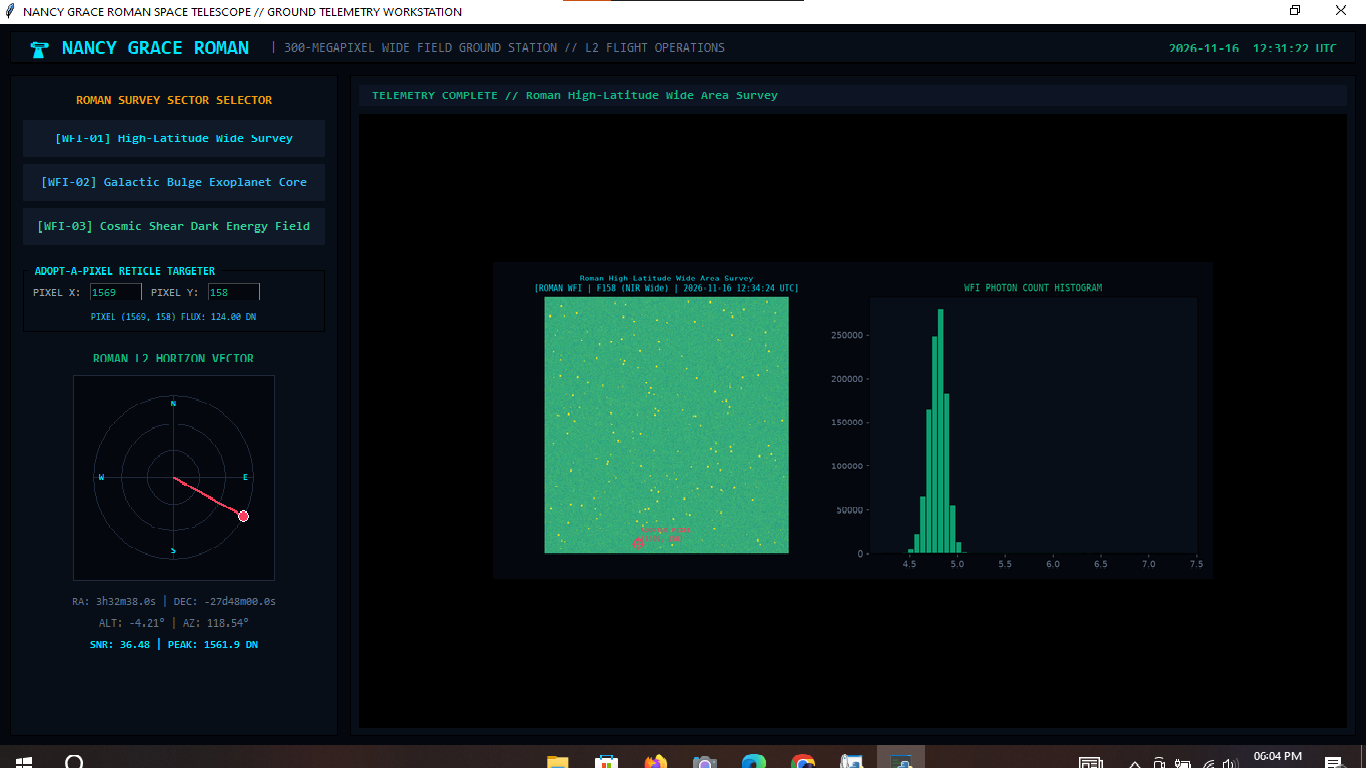 NANCY GRACE ROMAN SPACE TELESCOPE // GROUND TELEMETRY WORKSTATION
NANCY GRACE ROMAN | 300-MEGAPIXEL WIDE FIELD GROUND STATION // L2 FLIGHT OPERATIONS
2026-11-16 12:31:22 UTC
ROMAN SURVEY SECTOR SELECTOR
[WFI-01] High-Latitude Wide Survey
[WFI-02] Galactic Bulge Exoplanet Core
[WFI-03] Cosmic Shear Dark Energy Field
ADOPT-A-PIXEL RETICLE TARGETER
PIXEL X: 1569 PIXEL Y: 158
PIXEL (1569, 158) FLUX: 124.00 DN
ROMAN L2 HORIZON VECTOR
N
W
E
S
RA: 3h32m38.0s | DEC: -27d48m00.0s
ALT: -4.21° | AZ: 118.54°
SNR: 36.48 | PEAK: 1561.9 DN
TELEMETRY COMPLETE // Roman High-Latitude Wide Area Survey
Roman High-Latitude Wide Area Survey
[ROMAN WFI | F158 (NIR Wide) | 2026-11-16 12:34:24 UTC]
WFI PHOTON COUNT HISTOGRAM
250000
200000
150000
100000
50000
0
4.5 5.0 5.5 6.0 6.5 7.0 7.5
06:04 PM